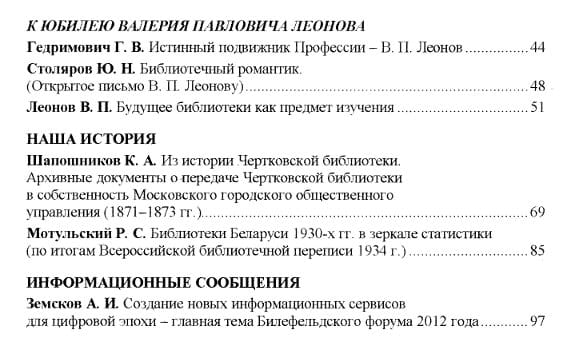 К ЮБИЛЕЮ ВАЛЕРИЯ ПАВЛОВИЧА ЛЕОНОВА
Гедримович Г. В. Истинный подвижник Профессии – В. П. Леонов ................ 44
Столяров Ю. Н. Библиотечный романтик.
(Открытое письмо В. П. Леонову) ................ 48
Леонов В. П. Будущее библиотеки как предмет изучения ................ 51
НАША ИСТОРИЯ
Шапошников К. А. Из истории Чертковской библиотеки.
Архивные документы о передаче Чертковской библиотеки
в собственность Московского городского общественного
управления (1871–1873 гг.) ................ 69
Мотульский Р. С. Библиотеки Беларуси 1930-х гг. в зеркале статистики
(по итогам Всероссийской библиотечной переписи 1934 г.) ................ 85
ИНФОРМАЦИОННЫЕ СООБЩЕНИЯ
Земсков А. И. Создание новых информационных сервисов
для цифровой эпохи – главная тема Билефельдского форума 2012 года ........... 97